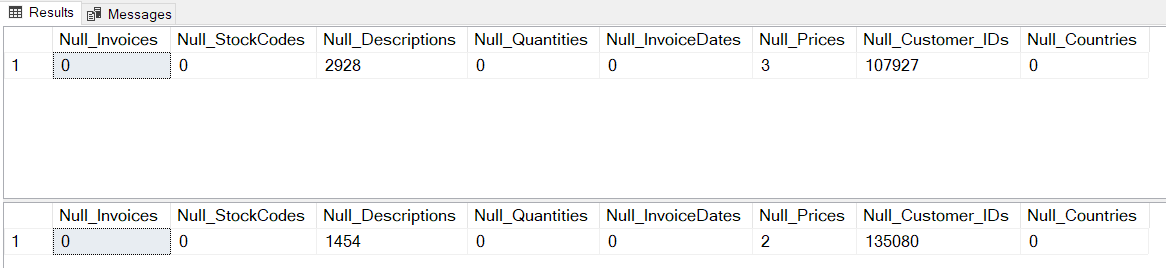 Results Messages
Null_Invoices Null_StockCodes Null_Descriptions Null_Quantities Null_InvoiceDates Null_Prices Null_Customer_IDs Null_Countries
1 0 0 2928 0 0 3 107927 0
Null_Invoices Null_StockCodes Null_Descriptions Null_Quantities Null_InvoiceDates Null_Prices Null_Customer_IDs Null_Countries
1 0 0 1454 0 0 2 135080 0